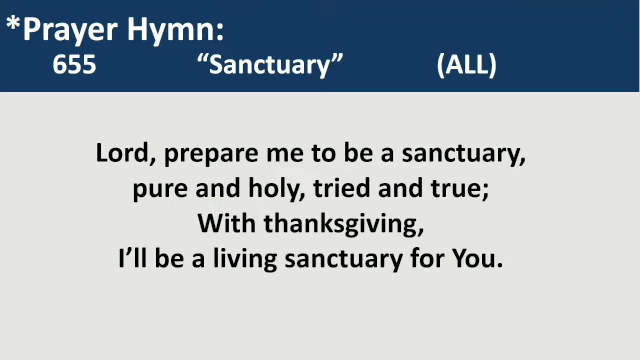 *Prayer Hymn:
655 “Sanctuary” (ALL)
Lord, prepare me to be a sanctuary,
pure and holy, tried and true;
With thanksgiving,
I’ll be a living sanctuary for You.